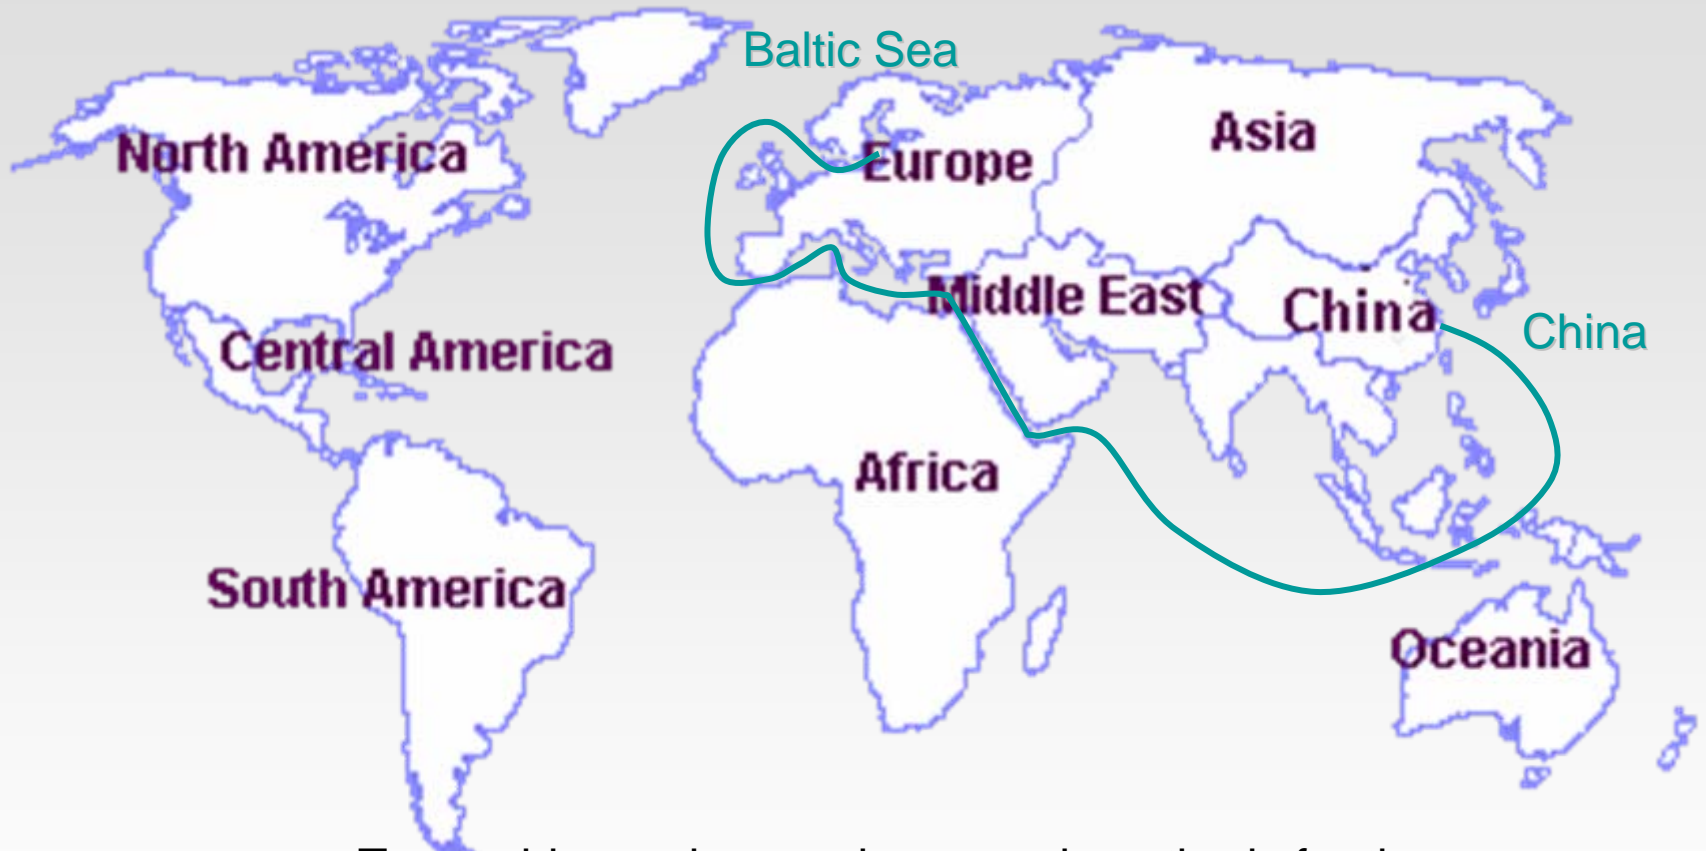 Baltic Sea
Asia
North America
Europe
Middle East
China
China
Central America
Africa
South America
Oceania